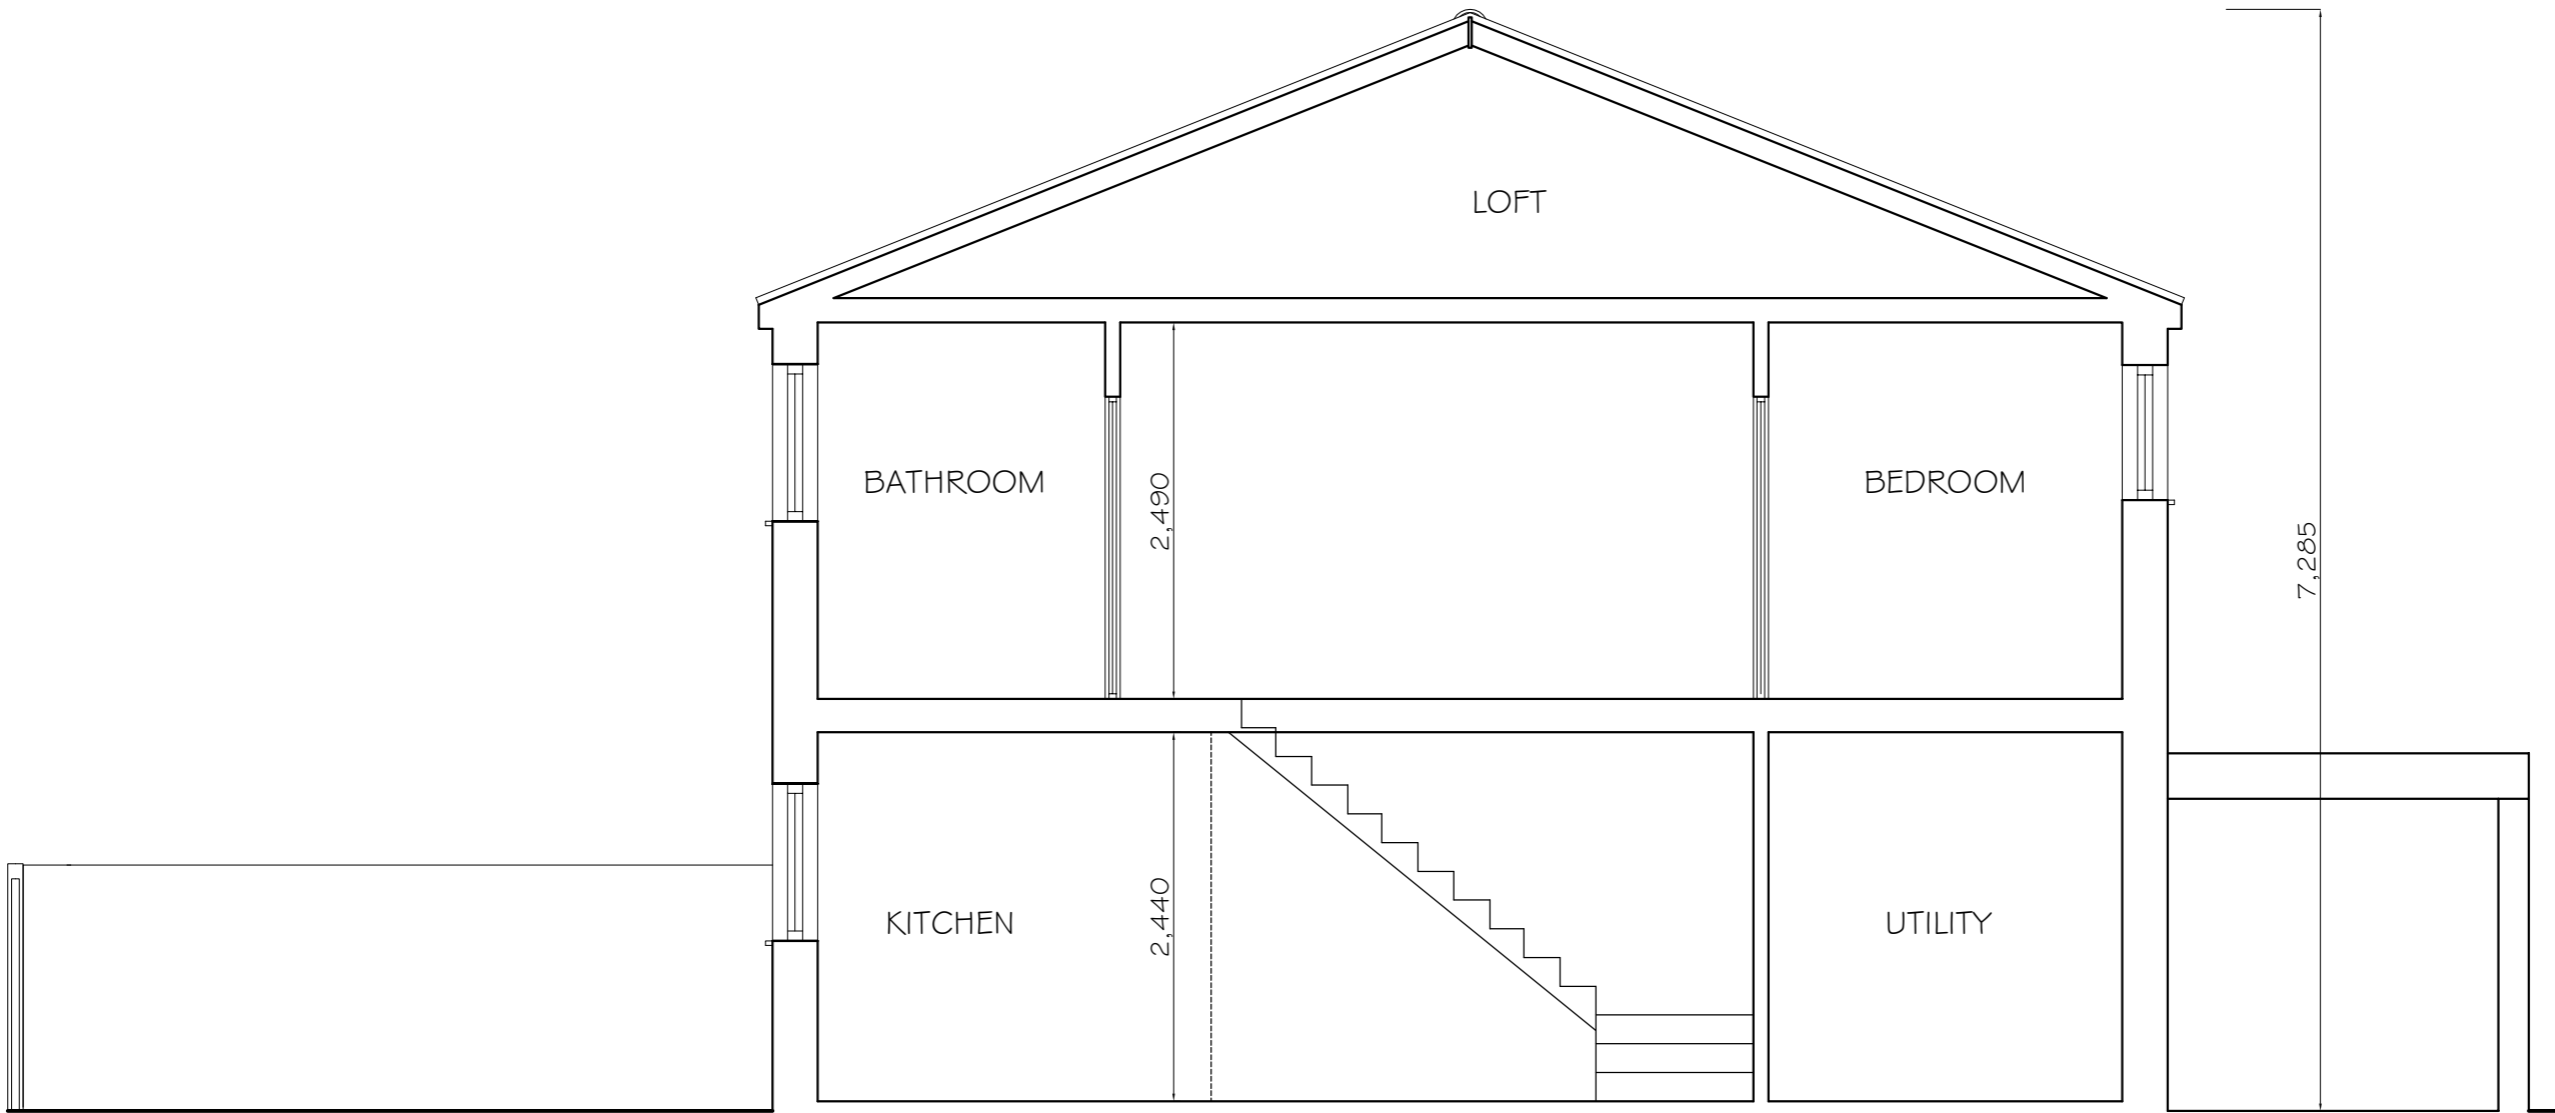 LOFT
BATHROOM
2,490
BEDROOM
7,285
KITCHEN
2,440
UTILITY